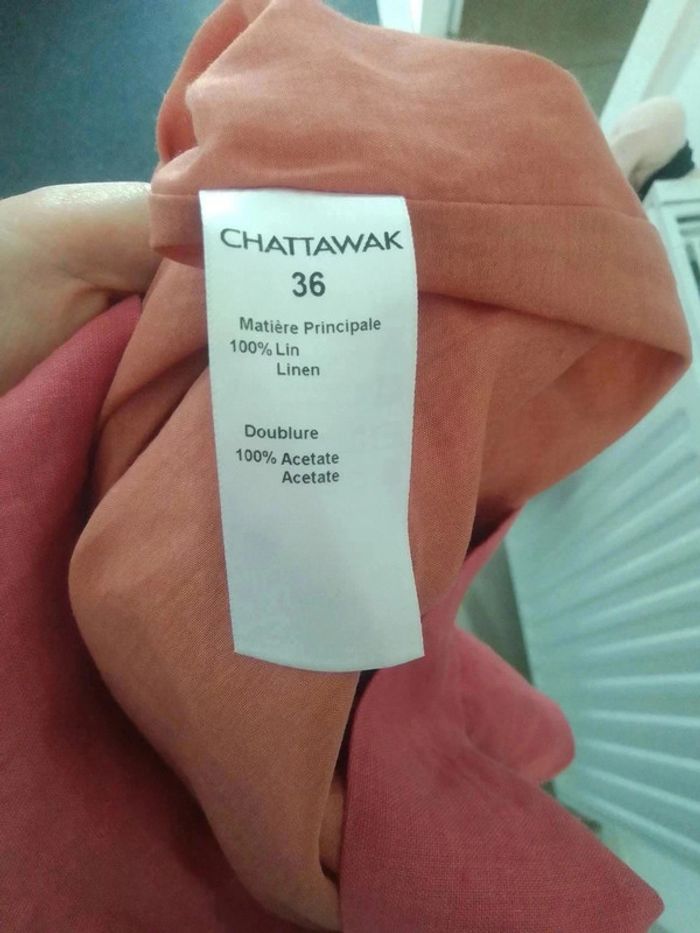 CHATTAWAK
36
Matière Principale
100% Lin
Linen
Doublure
100% Acetate
Acetate